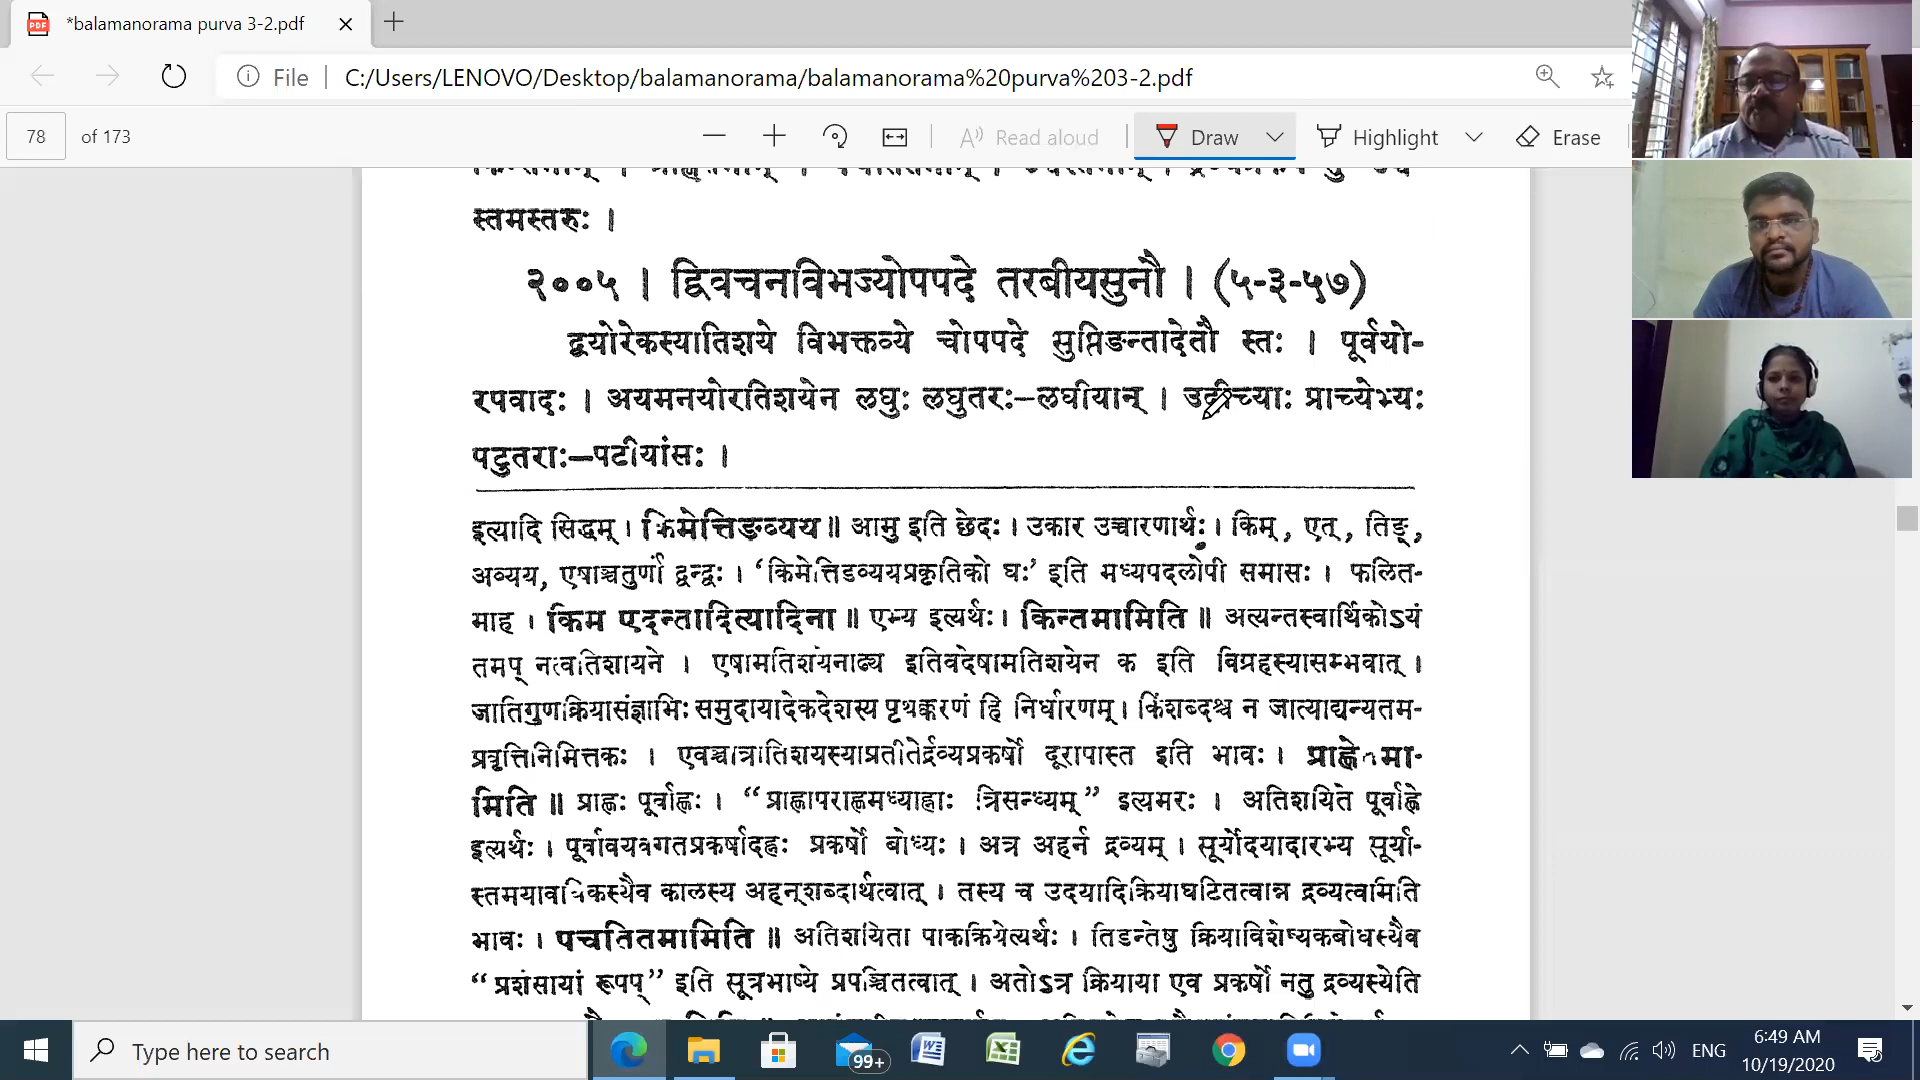 *balamanorama purva 3-2.pdf
File | C:/Users/LENOVO/Desktop/balamanorama/balamanorama%20purva%203-2.pdf
78 of 173 Read aloud Draw Highlight Erase
स्तमस्तरुः ।
२००५ । द्विवचनविभज्योपपदे तरबीयसुनौ । (५-३-५७)
द्वयोरेकस्यातिशये विभक्तव्ये चोपपदे सुप्तिङन्तादेतौ स्तः । पूर्वयो-
रपवादः । अयमनयोरतिशयेन लघुः लघुतरः—लघीयान् । उदीच्याः प्राच्येभ्यः
पटुतराः—पटीयांसः ।
इत्यादि सिद्धम् । किमेत्तिङव्यय ॥ आमु इति छेदः । उकार उच्चारणार्थः । किम् , एत् , तिङ् ,
अव्यय, एषाञ्चतुर्णां द्वन्द्वः । ‘किमेत्तिङव्ययप्रकृतिको घः’ इति मध्यपदलोपी समासः । फलित-
माह । किम एदन्तादित्यादिना ॥ एभ्य इत्यर्थः । किन्तमामिति ॥ अत्यन्तस्वार्थिकोऽयं
तमप् नत्वतिशायने । एषामतिशयेनाढ्य इतिवदेषामतिशयेन क इति विग्रहस्यासम्भवात् ।
जातिगुणक्रियासंज्ञाभिः समुदायादेकदेशस्य पृथक्करणं हि निर्धारणम् । किंशब्दश्च न जात्याद्यन्यतम-
प्रवृत्तिनिमित्तकः । एवञ्चात्रातिशयस्याप्रतीतेर्द्रव्यप्रकर्षो दूरापास्त इति भावः । प्राह्णेतमा-
मिति ॥ प्राह्णः पूर्वाह्णः । “प्राह्णापराह्णमध्याह्नाः त्रिसन्ध्यम्” इत्यमरः । अतिशयिते पूर्वाह्णे
इत्यर्थः । पूर्वावयवगतप्रकर्षादह्नः प्रकर्षो बोध्यः । अत्र अहर्न द्रव्यम् । सूर्योदयादारभ्य सूर्या-
स्तमयावधिकस्यैव कालस्य अहन्शब्दार्थत्वात् । तस्य च उदयादिक्रियाघटितत्वान्न द्रव्यत्वमिति
भावः । पचतितमामिति ॥ अतिशयिता पाकक्रियेत्यर्थः । तिङन्तेषु क्रियाविशेष्यकबोधस्यैव
“प्रशंसायां रूपप्” इति सूत्रभाष्ये प्रपञ्चितत्वात् । अतोऽत्र क्रियाया एव प्रकर्षो नतु द्रव्यस्येति
Type here to search
99+
ENG
6:49 AM
10/19/2020